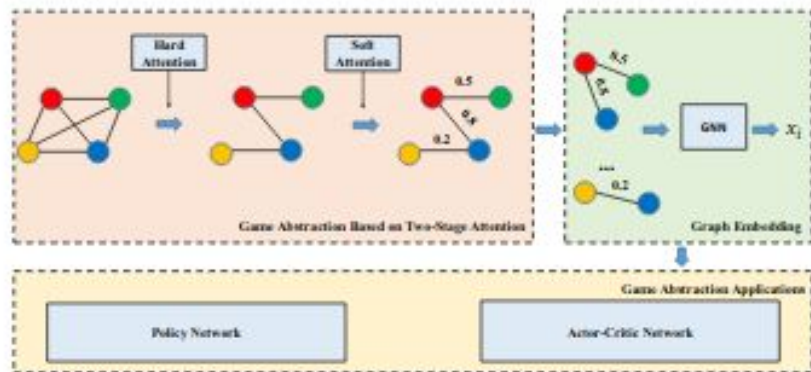 Hard
Attention
Soft
Attention
0.5
0.8
0.2
Game Abstraction Based on Two-Stage Attention
0.5
0.8
...
0.2
GNN
Graph Embedding
Game Abstraction Applications
Policy Network
Actor-Critic Network